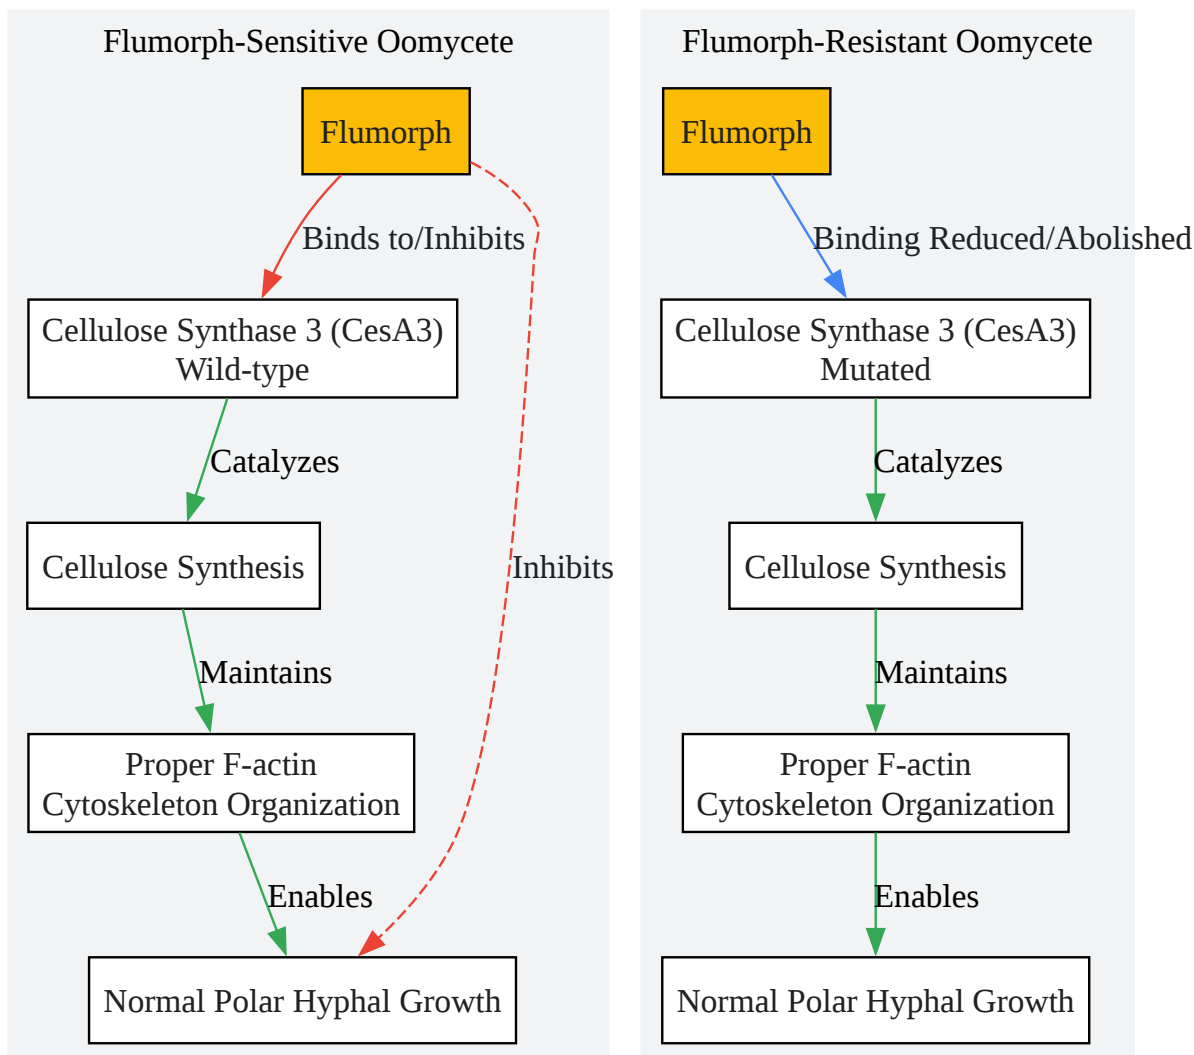 Flumorph-Sensitive Oomycete
Flumorph
Binds to/Inhibits
Cellulose Synthase 3 (CesA3)
Wild-type
Catalyzes
Cellulose Synthesis
Inhibits
Maintains
Proper F-actin
Cytoskeleton Organization
Enables
Normal Polar Hyphal Growth
Flumorph-Resistant Oomycete
Flumorph
Binding Reduced/Abolished
Cellulose Synthase 3 (CesA3)
Mutated
Catalyzes
Cellulose Synthesis
Maintains
Proper F-actin
Cytoskeleton Organization
Enables
Normal Polar Hyphal Growth